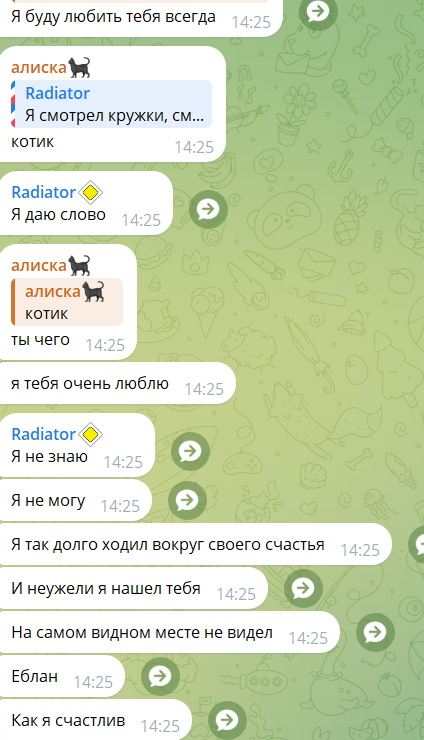 Я буду любить тебя всегда 14:25
алиска🐈‍⬛
Radiator
Я смотрел кружки, см...
котик 14:25
Radiator
Я даю слово 14:25
алиска🐈‍⬛
алиска🐈‍⬛
котик
ты чего 14:25
я тебя очень люблю 14:25
Radiator
Я не знаю 14:25
Я не могу 14:25
Я так долго ходил вокруг своего счастья 14:25
И неужели я нашел тебя 14:25
На самом видном месте не видел 14:25
Еблан 14:25
Как я счастлив 14:25